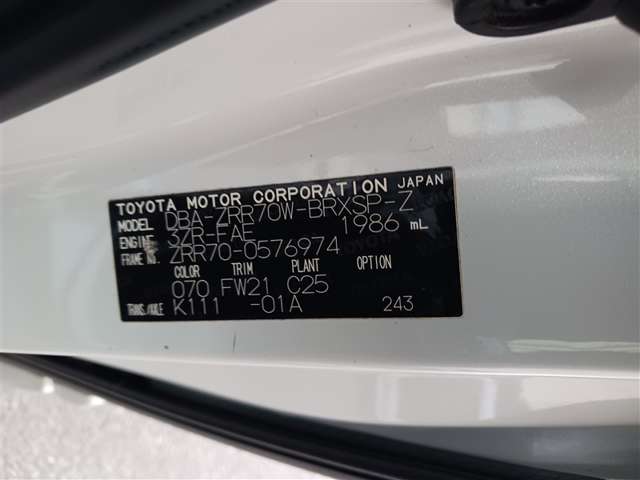 TOYOTA MOTOR CORPORATION JAPAN
MODEL DBA-ZRR70W-BRXSP-Z
ENGINE 3ZR-FAE 1986 mL
FRAME NO. ZRR70-0576974
COLOR TRIM PLANT OPTION
070 FW21 C25
TRANS./AXLE K111 -01A 243